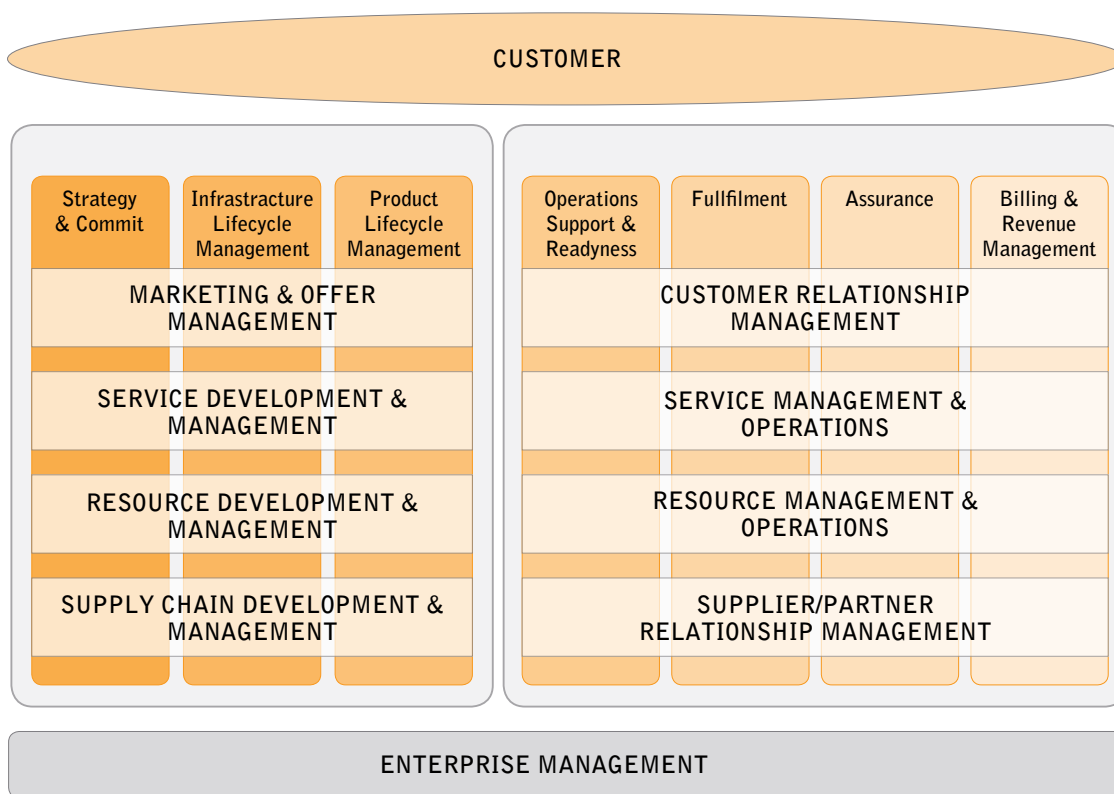 CUSTOMER
Strategy
& Commit
Infrastracture
Lifecycle
Management
Product
Lifecycle
Management
MARKETING & OFFER
MANAGEMENT
SERVICE DEVELOPMENT &
MANAGEMENT
RESOURCE DEVELOPMENT &
MANAGEMENT
SUPPLY CHAIN DEVELOPMENT &
MANAGEMENT
Operations
Support &
Readyness
Fullfilment
Assurance
Billing &
Revenue
Management
CUSTOMER RELATIONSHIP
MANAGEMENT
SERVICE MANAGEMENT &
OPERATIONS
RESOURCE MANAGEMENT &
OPERATIONS
SUPPLIER/PARTNER
RELATIONSHIP MANAGEMENT
ENTERPRISE MANAGEMENT